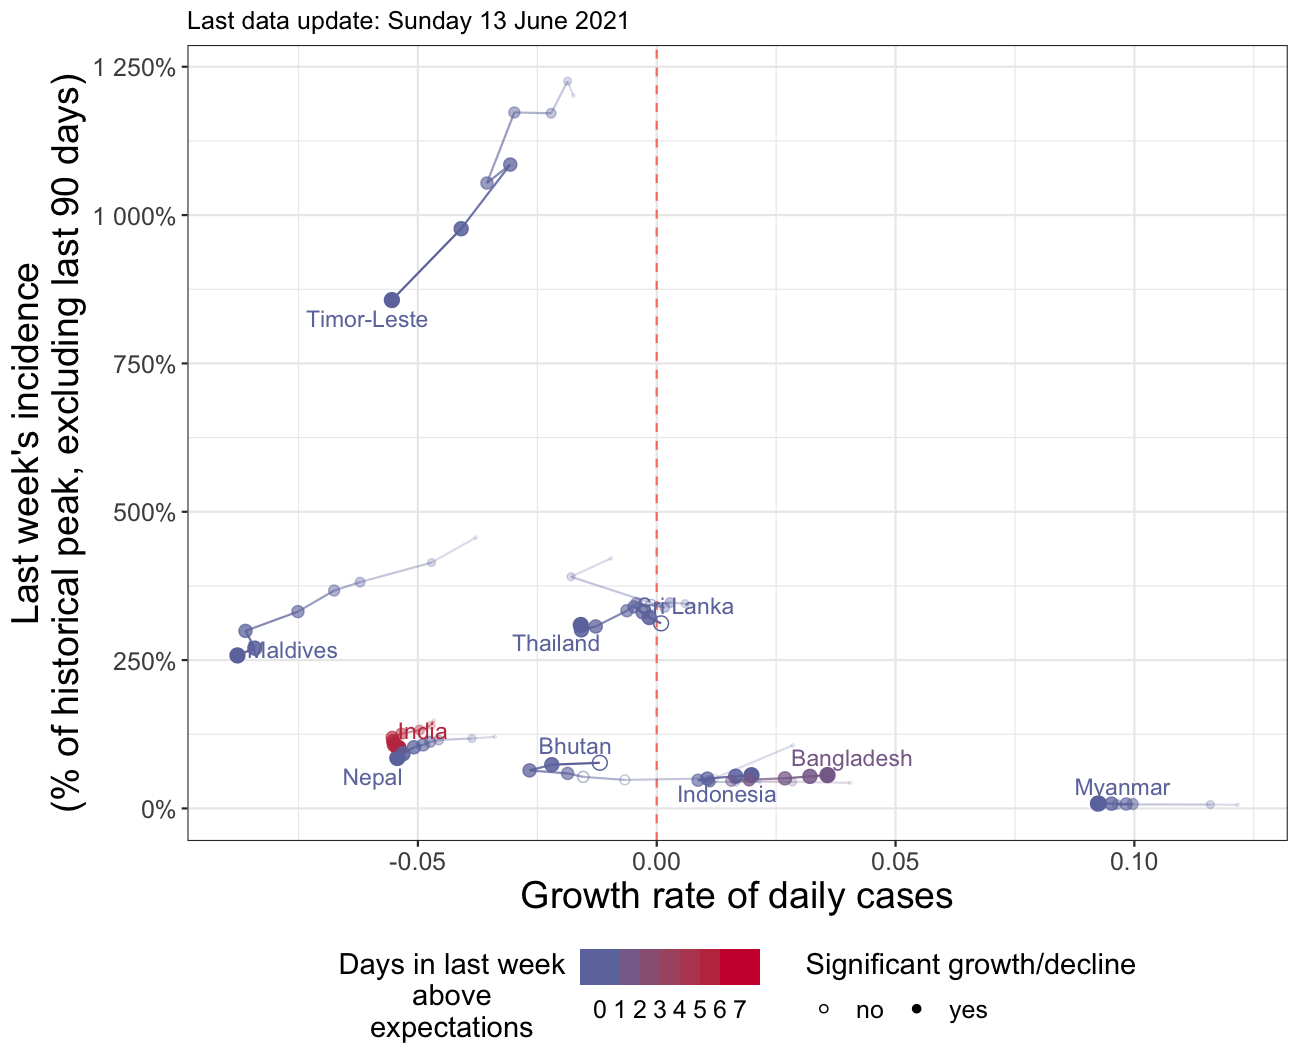 Last data update: Sunday 13 June 2021
Last week's incidence
(% of historical peak, excluding last 90 days)
1 250%
1 000%
750%
500%
250%
0%
Timor-Leste
Sri Lanka
Thailand
Maldives
India
Nepal
Bhutan
Bangladesh
Indonesia
Myanmar
-0.05
0.00
0.05
0.10
Growth rate of daily cases
Days in last week
above
expectations
0 1 2 3 4 5 6 7
Significant growth/decline
no
yes